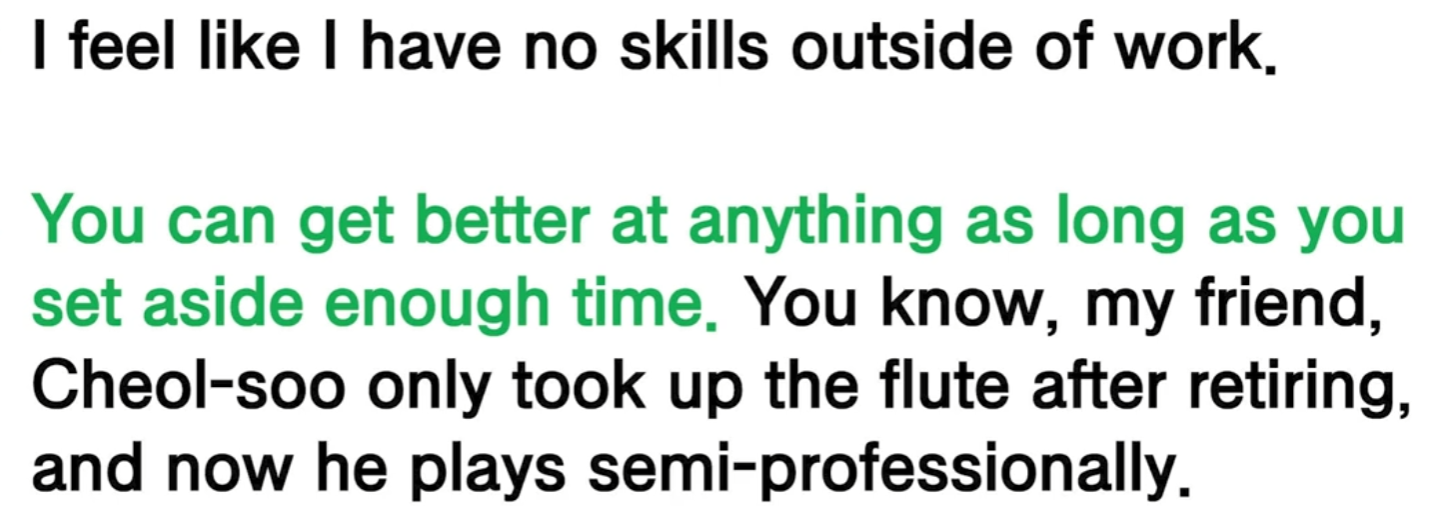 I feel like I have no skills outside of work.
You can get better at anything as long as you
set aside enough time. You know, my friend,
Cheol-soo only took up the flute after retiring,
and now he plays semi-professionally.